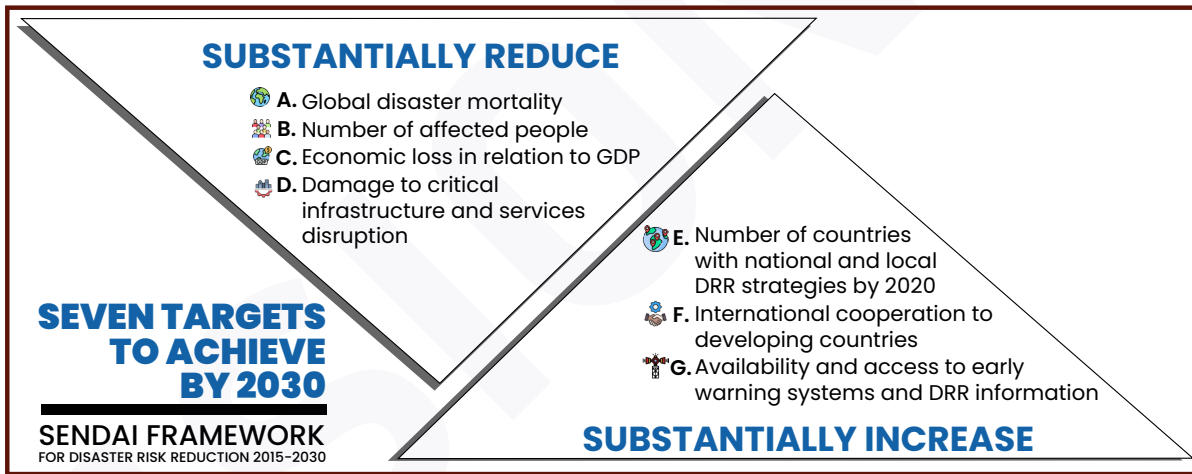 SUBSTANTIALLY REDUCE
A. Global disaster mortality
B. Number of affected people
C. Economic loss in relation to GDP
D. Damage to critical
infrastructure and services
disruption
E. Number of countries
with national and local
DRR strategies by 2020
F. International cooperation to
developing countries
G. Availability and access to early
warning systems and DRR information
SUBSTANTIALLY INCREASE
SEVEN TARGETS
TO ACHIEVE
BY 2030
SENDAI FRAMEWORK
FOR DISASTER RISK REDUCTION 2015-2030